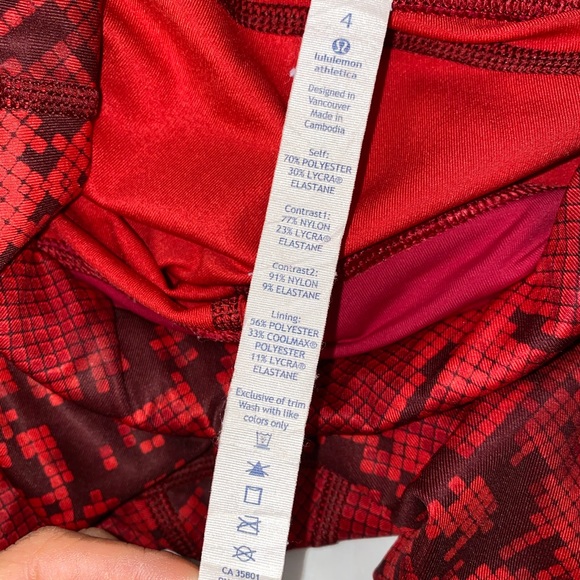 4
lululemon
athletica
Designed in
Vancouver
Made in
Cambodia
Self:
70% POLYESTER
30% LYCRA®
ELASTANE
Contrast1:
77% NYLON
23% LYCRA®
ELASTANE
Contrast2:
91% NYLON
9% ELASTANE
Lining:
56% POLYESTER
33% COOLMAX®
POLYESTER
11% LYCRA®
ELASTANE
Exclusive of trim
Wash with like
colors only
CA 35801